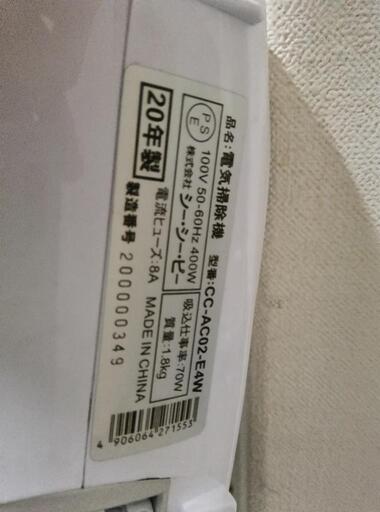 品名:電気掃除機 型番:CC-AC02-E4W
PSE 100V 50-60Hz 400W 吸込仕事率:70W
株式会社 シー・シー・ピー 質量:1.8kg
20年製 電流ヒューズ:8A MADE IN CHINA
製造番号 200000349
4 906064 271553